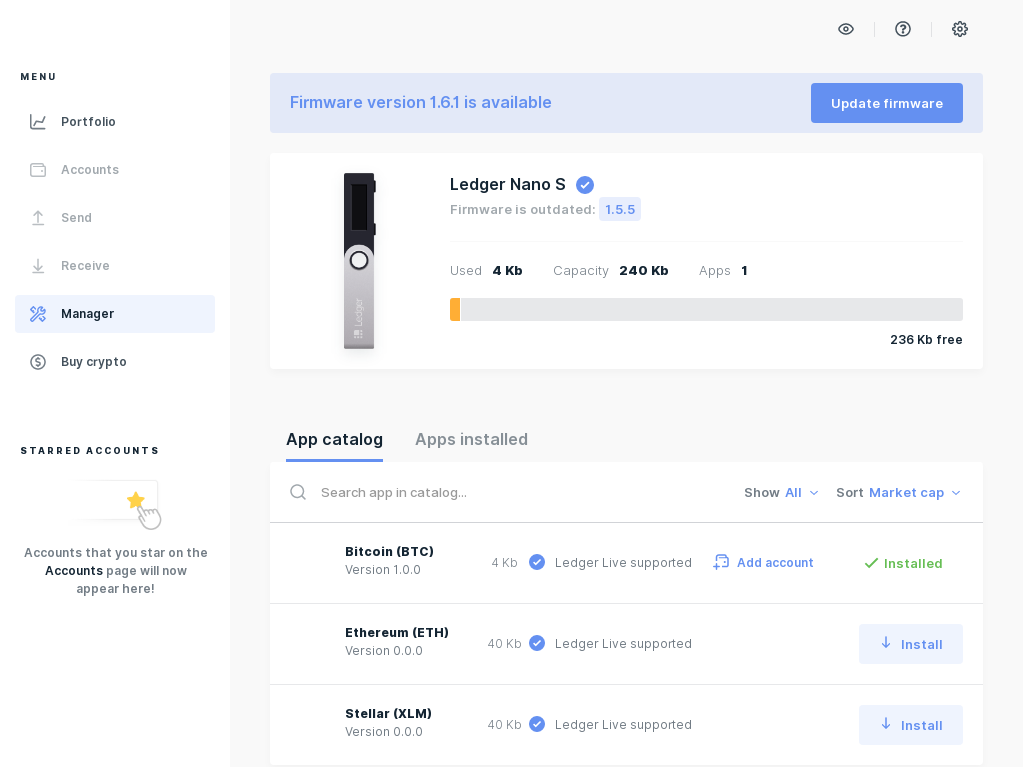 MENU
Portfolio
Accounts
Send
Receive
Manager
Buy crypto
STARRED ACCOUNTS
Accounts that you star on the
Accounts page will now
appear here!
Firmware version 1.6.1 is available
Update firmware
Ledger
Ledger Nano S
Firmware is outdated: 1.5.5
Used 4 Kb Capacity 240 Kb Apps 1
236 Kb free
App catalog Apps installed
Search app in catalog... Show All Sort Market cap
Bitcoin (BTC)
Version 1.0.0
4 Kb Ledger Live supported Add account Installed
Ethereum (ETH)
Version 0.0.0
40 Kb Ledger Live supported Install
Stellar (XLM)
Version 0.0.0
40 Kb Ledger Live supported Install